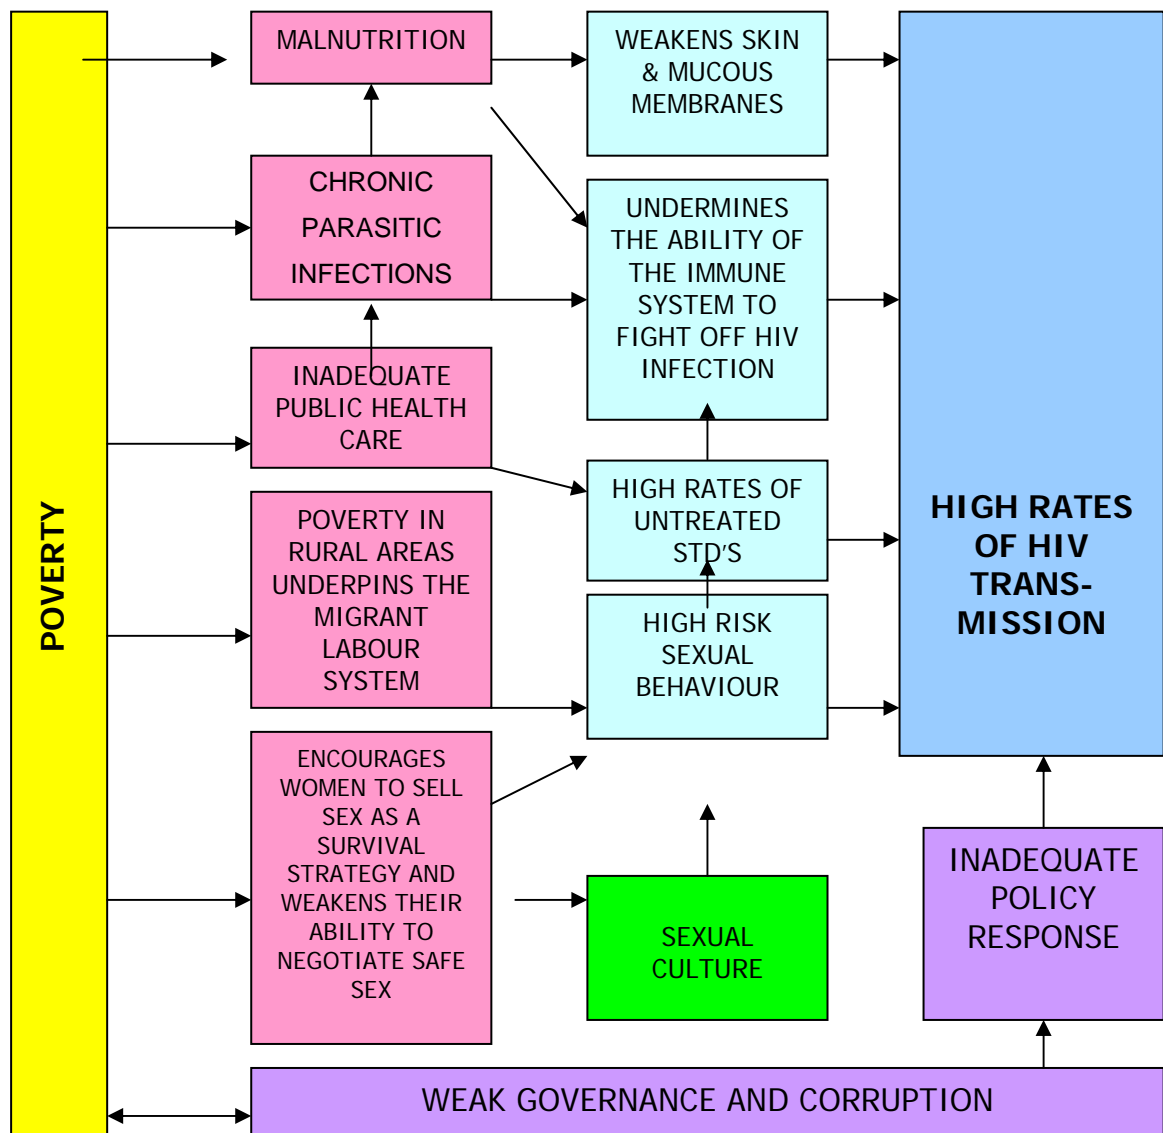 POVERTY
MALNUTRITION
CHRONIC
PARASITIC
INFECTIONS
INADEQUATE
PUBLIC HEALTH
CARE
POVERTY IN
RURAL AREAS
UNDERPINS THE
MIGRANT
LABOUR
SYSTEM
ENCOURAGES
WOMEN TO SELL
SEX AS A
SURVIVAL
STRATEGY AND
WEAKENS THEIR
ABILITY TO
NEGOTIATE SAFE
SEX
WEAKENS SKIN
& MUCOUS
MEMBRANES
UNDERMINES
THE ABILITY OF
THE IMMUNE
SYSTEM TO
FIGHT OFF HIV
INFECTION
HIGH RATES OF
UNTREATED
STD'S
HIGH RISK
SEXUAL
BEHAVIOUR
SEXUAL
CULTURE
HIGH RATES
OF HIV
TRANS-
MISSION
INADEQUATE
POLICY
RESPONSE
WEAK GOVERNANCE AND CORRUPTION